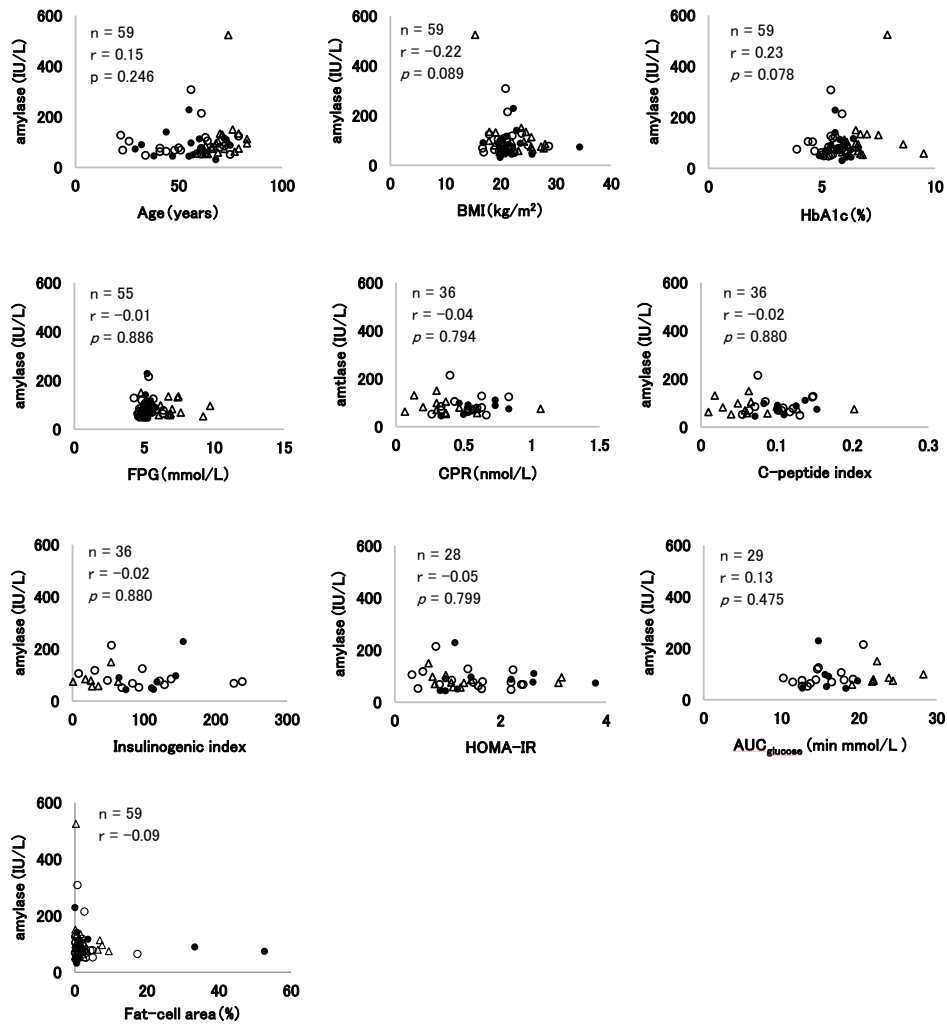 n = 59
r = 0.15
p = 0.246
amylase (IU/L)
600
400
200
0
0 50 100
Age (years)
n = 59
r = −0.22
p = 0.089
amylase (IU/L)
600
400
200
0
0 20 40
BMI (kg/m²)
n = 59
r = 0.23
p = 0.078
amylase (IU/L)
600
400
200
0
0 5 10
HbA1c (%)
n = 55
r = −0.01
p = 0.886
amylase (IU/L)
600
400
200
0
0 5 10 15
FPG (mmol/L)
n = 36
r = −0.04
p = 0.794
amtlase (IU/L)
600
400
200
0
0 0.5 1 1.5
CPR (nmol/L)
n = 36
r = −0.02
p = 0.880
amylase (IU/L)
600
400
200
0
0 0.1 0.2 0.3
C-peptide index
n = 36
r = −0.02
p = 0.880
amylase (IU/L)
600
400
200
0
0 100 200 300
Insulinogenic index
n = 28
r = −0.05
p = 0.799
amylase (IU/L)
600
400
200
0
0 2 4
HOMA-IR
n = 29
r = 0.13
p = 0.475
amylase (IU/L)
600
400
200
0
0 10 20 30
AUCglucose (min mmol/L )
n = 59
r = −0.09
amylase (IU/L)
600
400
200
0
0 20 40 60
Fat-cell area (%)